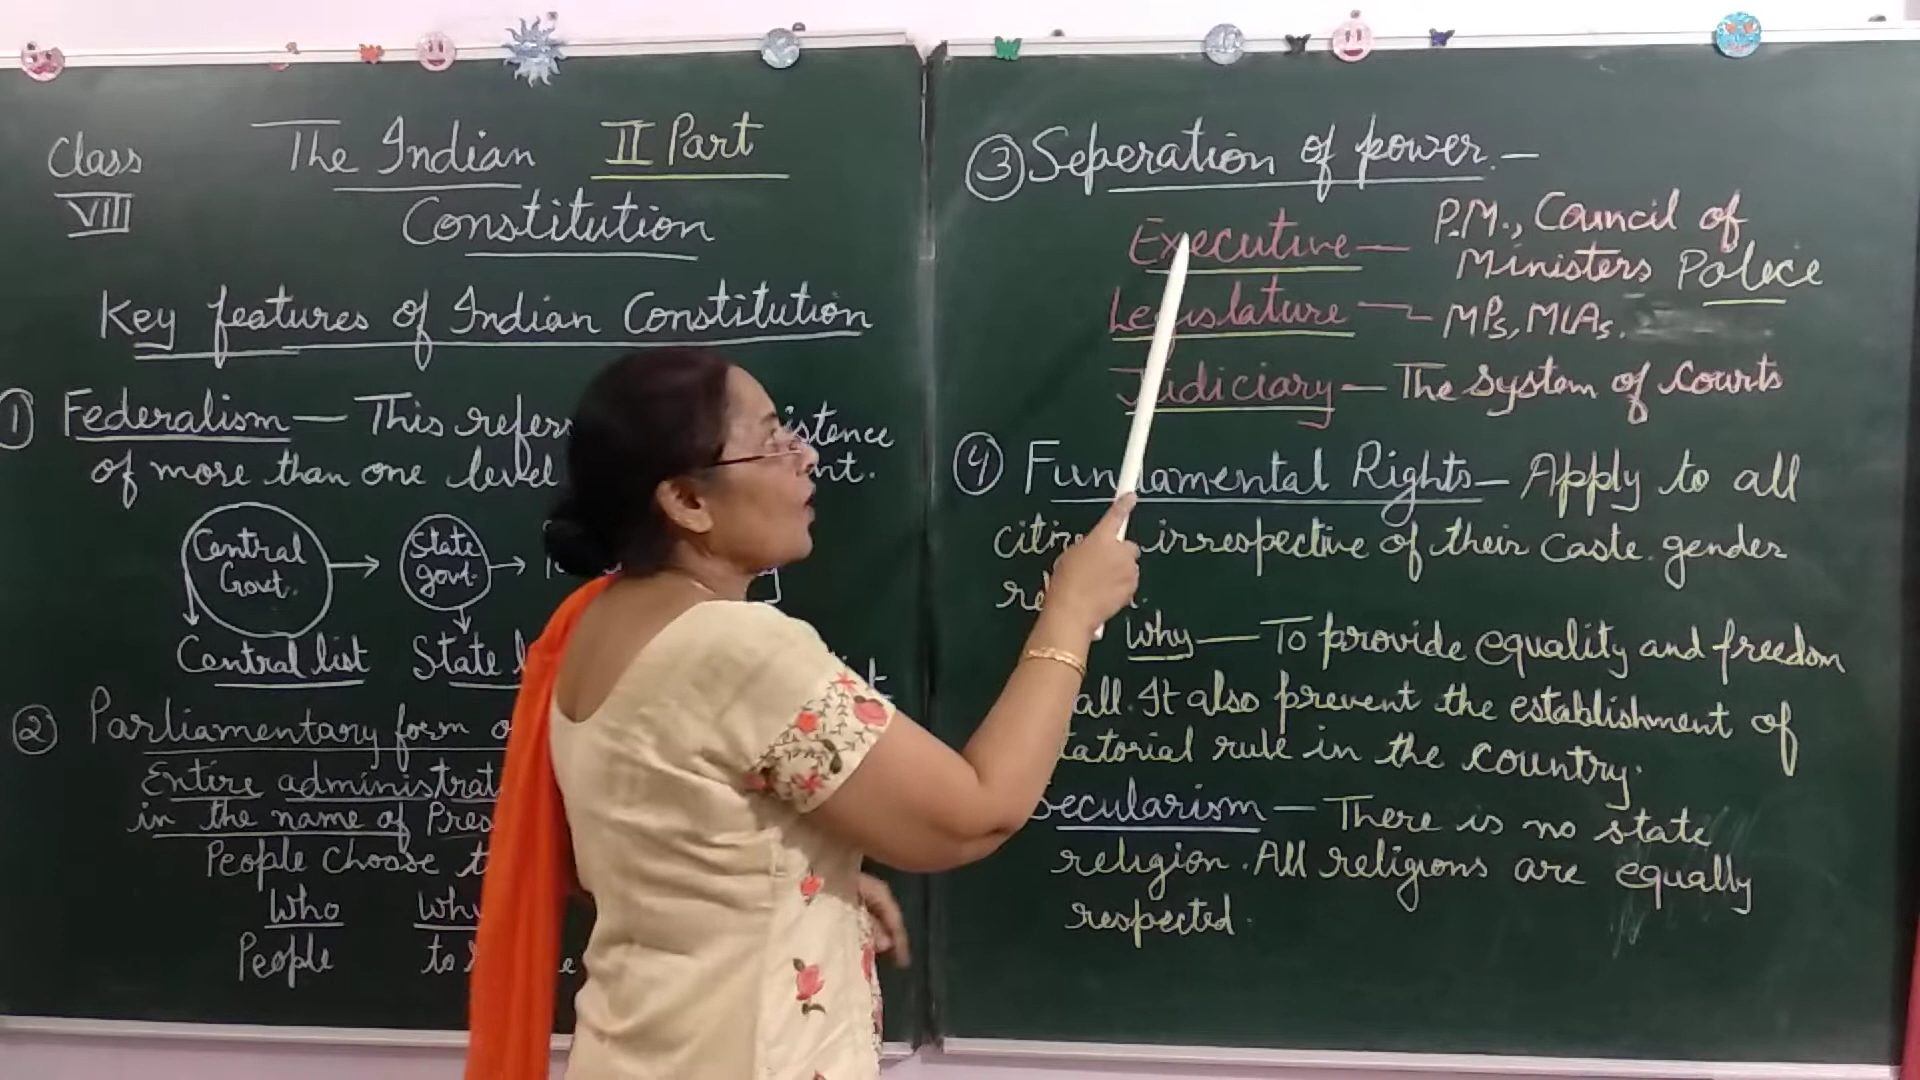 Class
VIII
The Indian II Part
Constitution
Key features of Indian Constitution
① Federalism — This refers istence
of more than one level nt.
Central Govt. → State govt. →
Central list State
② Parliamentary form
Entire administrat
in the name of Pres
People choose
Who Why
People to
③ Seperation of power. —
Executive — P.M., Council of
Ministers Police
Legislature — MPs, MLAs.
Judiciary — The system of courts
④ Fundamental Rights — Apply to all
irrespective of their caste. gender
Why — To provide equality and freedom
all. It also prevent the establishment of
tatorial rule in the country.
Secularism — There is no state
religion. All religions are equally
respected.